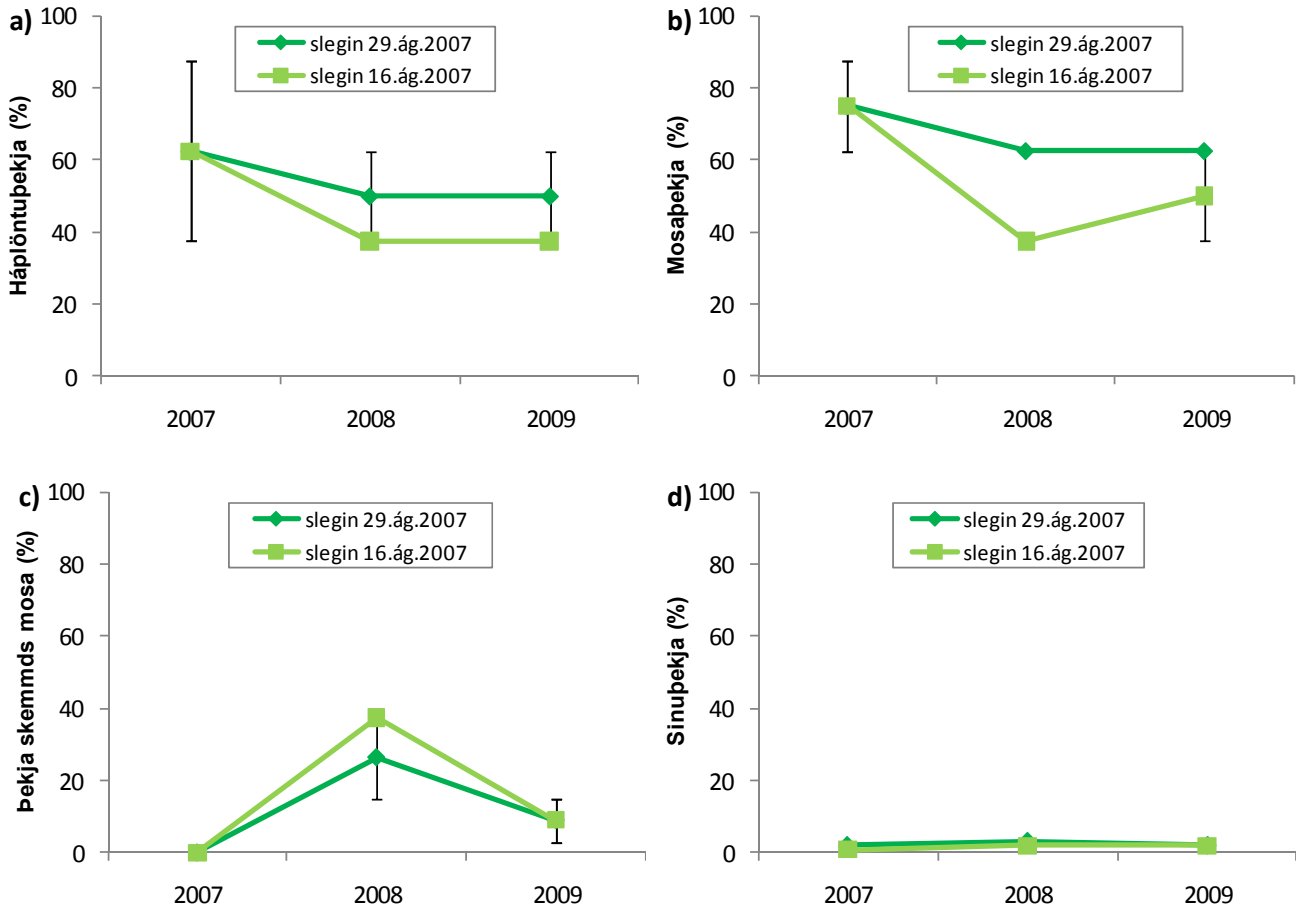 a)
Háplöntuþekja (%)
100
80
60
40
20
0
slegin 29.ág.2007
slegin 16.ág.2007
2007 2008 2009
b)
Mosaþekja (%)
100
80
60
40
20
0
slegin 29.ág.2007
slegin 16.ág.2007
2007 2008 2009
c)
Þekja skemmds mosa (%)
100
80
60
40
20
0
slegin 29.ág.2007
slegin 16.ág.2007
2007 2008 2009
d)
Sinuþekja (%)
100
80
60
40
20
0
slegin 29.ág.2007
slegin 16.ág.2007
2007 2008 2009